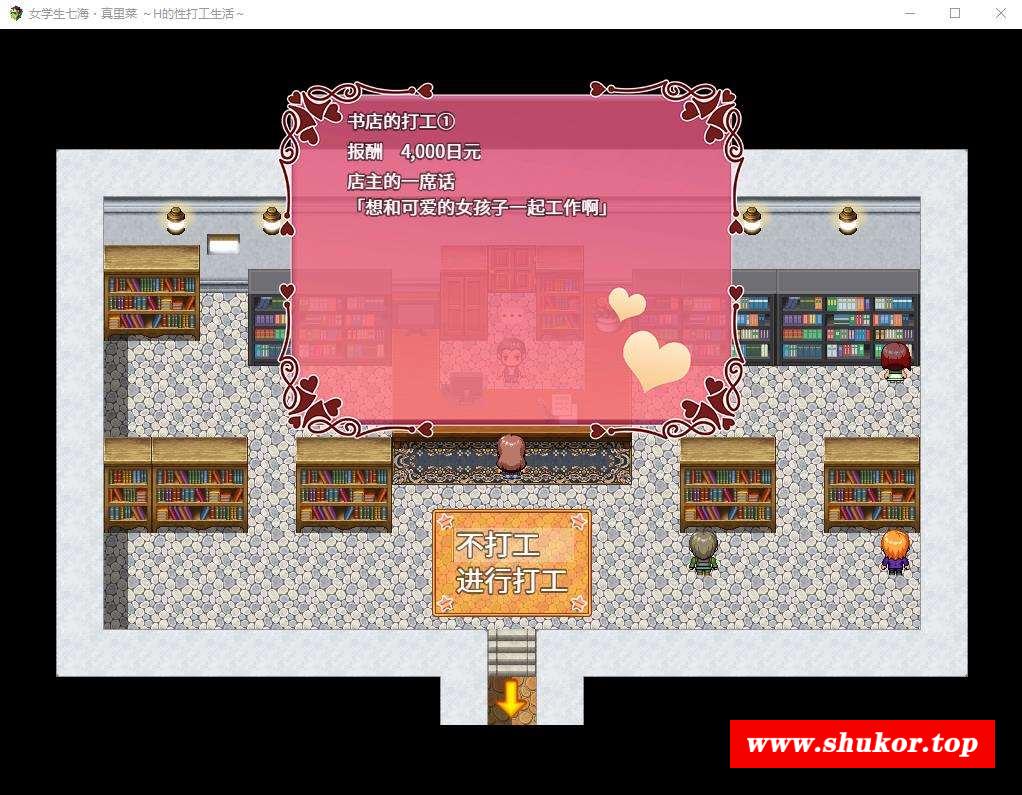 女学生七海·真里菜 ～H的性打工生活～
书店的打工①
报酬　4,000日元
店主的一席话
「想和可爱的女孩子一起工作啊」
不打工
进行打工
www.shukor.top